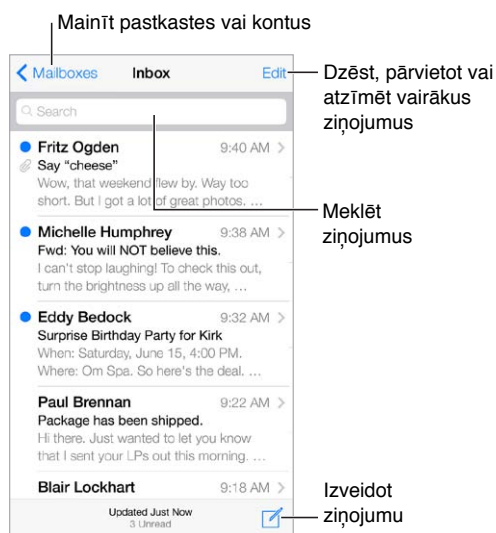 Mainīt pastkastes vai kontus
Mailboxes Inbox Edit
Dzēst, pārvietot vai
atzīmēt vairākus
ziņojumus
Search
Fritz Ogden 9:40 AM
Say "cheese"
Wow, that weekend flew by. Way too
short. But I got a lot of great photos. ...
Meklēt
ziņojumus
Michelle Humphrey 9:38 AM
Fwd: You will NOT believe this.
I can't stop laughing! To check this out,
turn the brightness up all the way, ...
Eddy Bedock 9:32 AM
Surprise Birthday Party for Kirk
When: Saturday, June 15, 4:00 PM.
Where: Om Spa. So here's the deal. ...
Paul Brennan 9:22 AM
Package has been shipped.
Hi there. Just wanted to let you know
that I sent your LPs out this morning. ...
Blair Lockhart 9:18 AM
Updated Just Now
3 Unread
Izveidot
ziņojumu